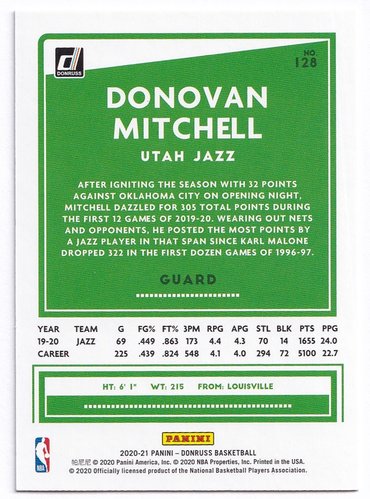 DONRUSS
NO.
128
DONOVAN
MITCHELL
UTAH JAZZ
AFTER IGNITING THE SEASON WITH 32 POINTS
AGAINST OKLAHOMA CITY ON OPENING NIGHT,
MITCHELL DAZZLED FOR 305 TOTAL POINTS DURING
THE FIRST 12 GAMES OF 2019-20. WEARING OUT NETS
AND OPPONENTS, HE POSTED THE MOST POINTS BY
A JAZZ PLAYER IN THAT SPAN SINCE KARL MALONE
DROPPED 322 IN THE FIRST DOZEN GAMES OF 1996-97.
GUARD
YEAR TEAM G FG% FT% 3PM RPG APG STL BLK PTS PPG
19-20 JAZZ 69 .449 .863 173 4.4 4.3 70 14 1655 24.0
CAREER 225 .439 .824 548 4.1 4.0 294 72 5100 22.7
HT: 6' 1" WT: 215 FROM: LOUISVILLE
PANINI
2020-21 PANINI – DONRUSS BASKETBALL
帕尼尼 © 2020 Panini America, Inc. © 2020 NBA Properties, Inc. Printed in the USA.
© 2020 Officially licensed product of the National Basketball Players Association.
NBA